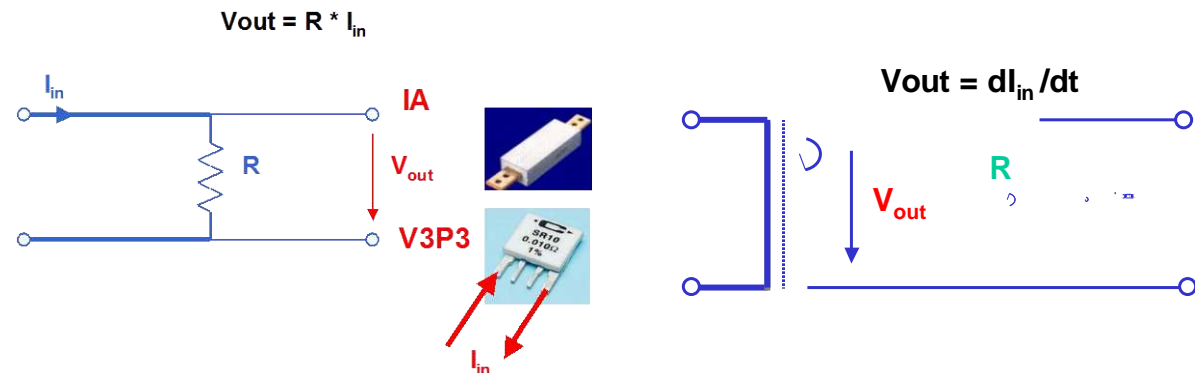 Vout = R * Iin
Iin
IA
R
Vout
V3P3
SR10
0.010Ω
1%
Iin
Vout = dIin/dt
R
Vout